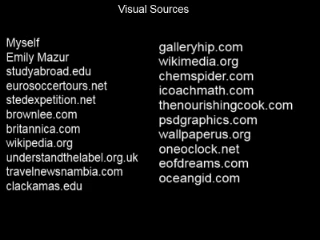 Visual Sources
Myself
Emily Mazur
studyabroad.edu
eurosoccertours.net
stedexpetition.net
brownlee.com
britannica.com
wikipedia.org
understandthelabel.org.uk
travelnewsnambia.com
clackamas.edu
galleryhip.com
wikimedia.org
chemspider.com
icoachmath.com
thenourishingcook.com
psdgraphics.com
wallpaperus.org
oneoclock.net
eofdreams.com
oceangid.com